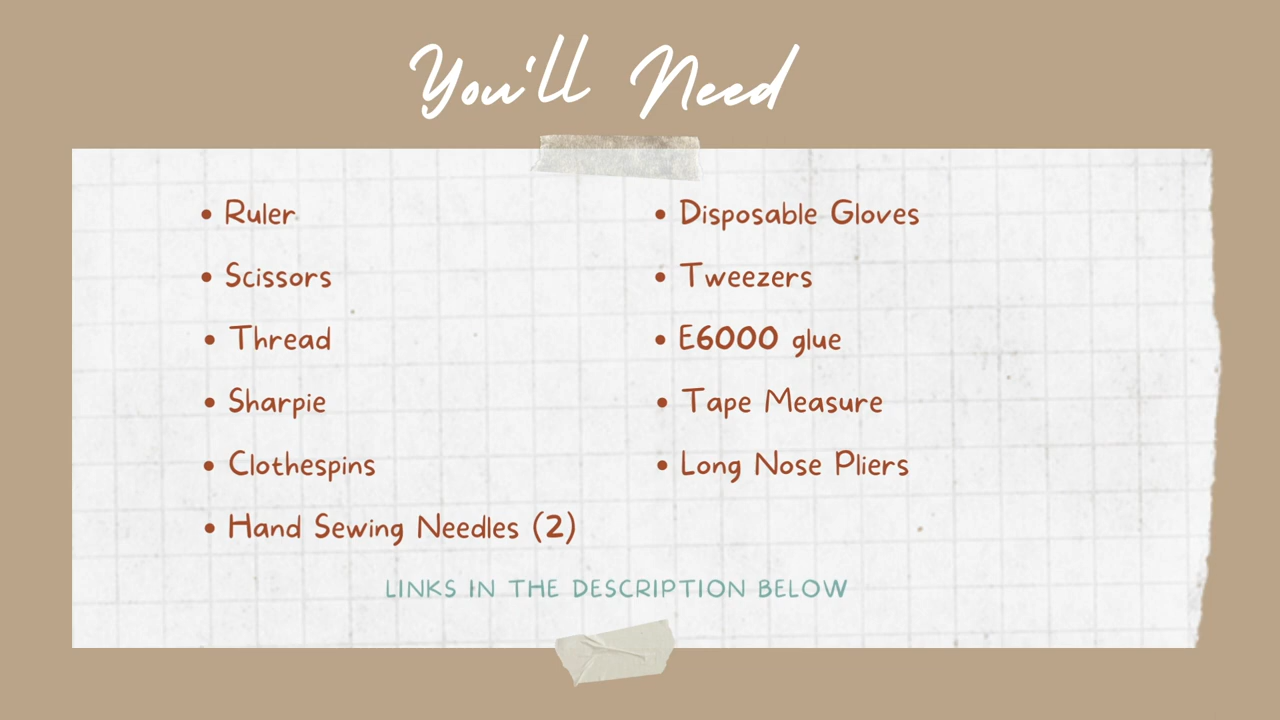 You'll Need
• Ruler
• Scissors
• Thread
• Sharpie
• Clothespins
• Hand Sewing Needles (2)
• Disposable Gloves
• Tweezers
• E6000 glue
• Tape Measure
• Long Nose Pliers
LINKS IN THE DESCRIPTION BELOW